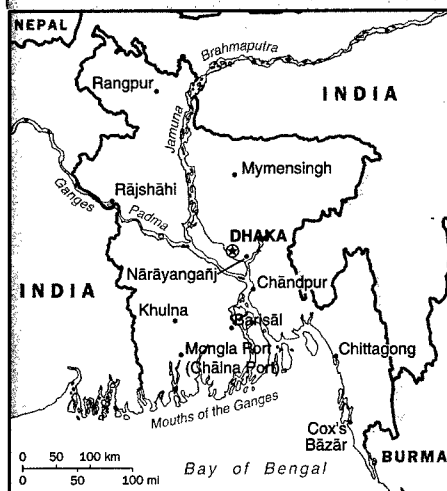 NEPAL
Brahmaputra
Rangpur
INDIA
Jamuna
Mymensingh
Ganges
Rājshāhi
Padma
DHAKA
Nārāyangañj
INDIA
Chāndpur
Khulna
Barisāl
Mongla Port
(Chālna Port)
Chittagong
Mouths of the Ganges
Cox's
Bāzār
BURMA
0 50 100 km
0 50 100 mi
Bay of Bengal